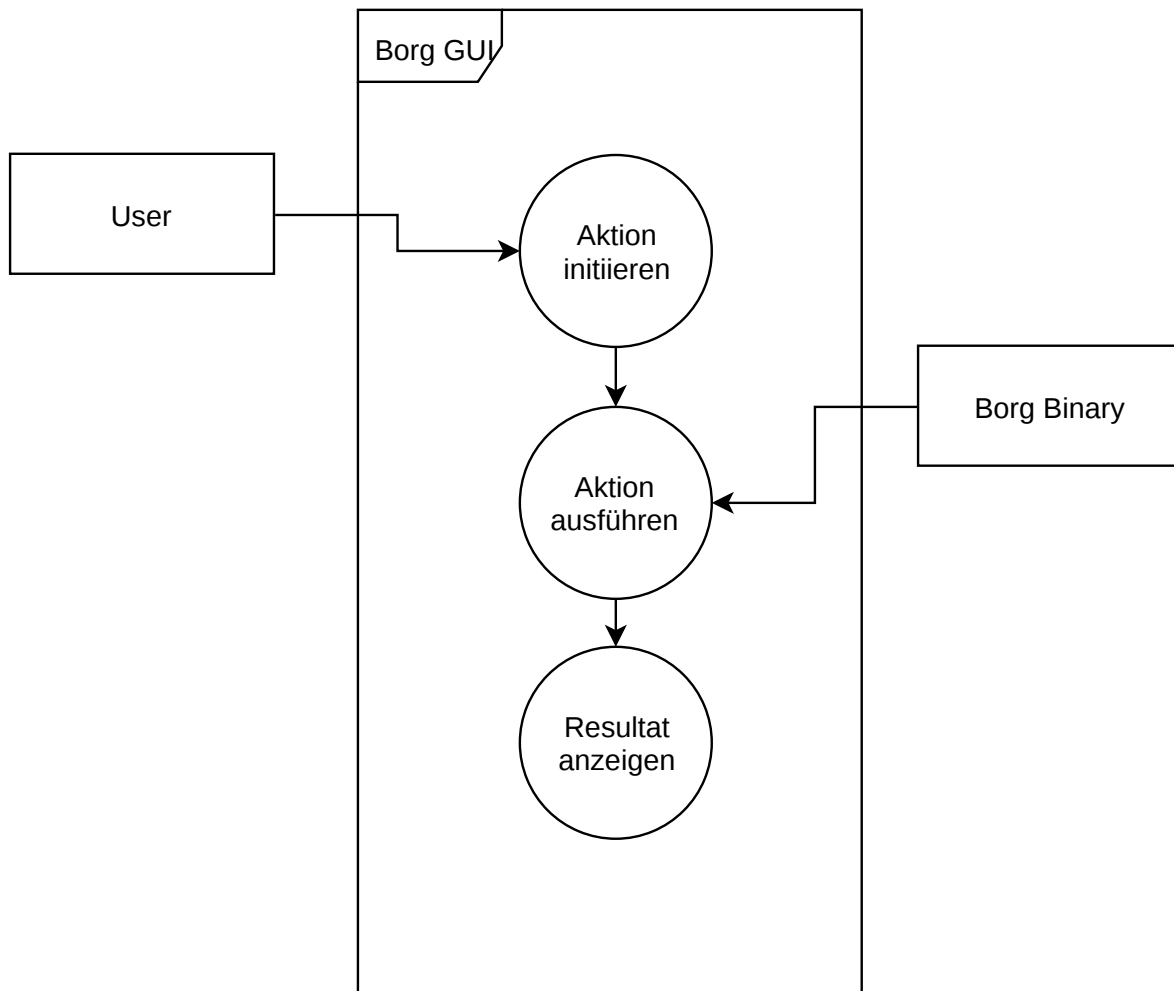 Borg GUI
User
Aktion
initiieren
Borg Binary
Aktion
ausführen
Resultat
anzeigen